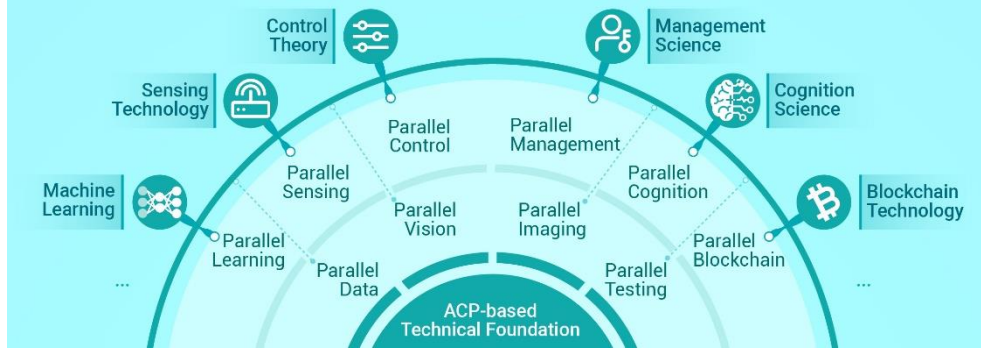 Control
Theory
Management
Science
Sensing
Technology
Cognition
Science
Parallel
Control
Parallel
Management
Machine
Learning
Parallel
Sensing
Parallel
Cognition
Blockchain
Technology
Parallel
Vision
Parallel
Imaging
Parallel
Learning
Parallel
Blockchain
Parallel
Data
Parallel
Testing
...
...
ACP-based
Technical Foundation